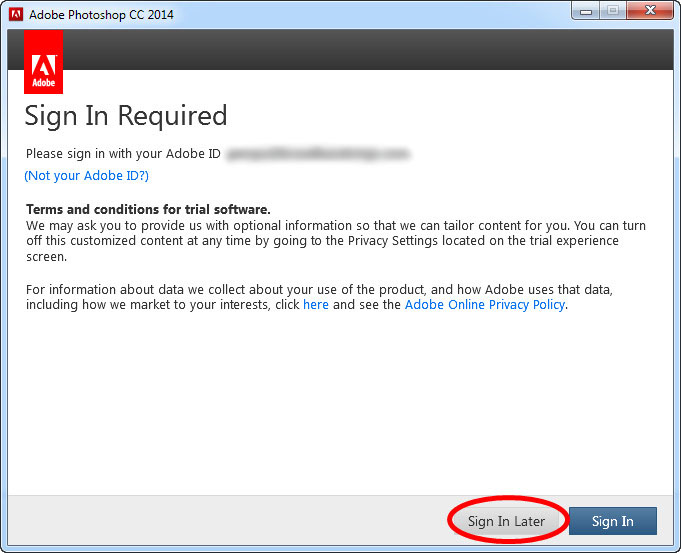 Adobe Photoshop CC 2014
Adobe
Sign In Required
Please sign in with your Adobe ID
(Not your Adobe ID?)
Terms and conditions for trial software.
We may ask you to provide us with optional information so that we can tailor content for you. You can turn
off this customized content at any time by going to the Privacy Settings located on the trial experience
screen.
For information about data we collect about your use of the product, and how Adobe uses that data,
including how we market to your interests, click here and see the Adobe Online Privacy Policy.
Sign In Later
Sign In